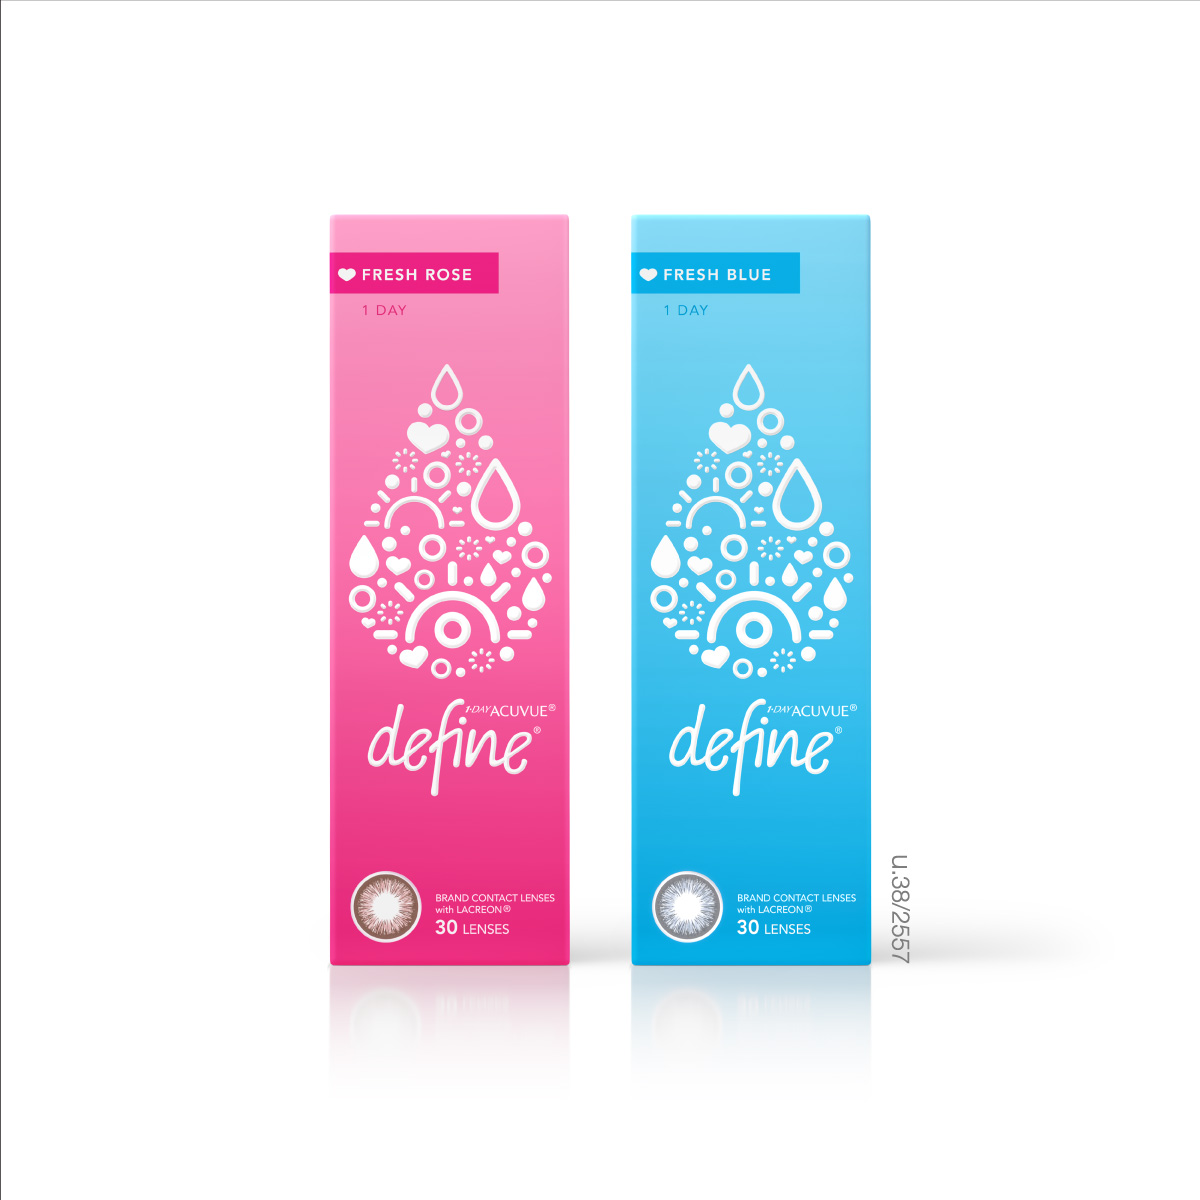 FRESH ROSE
1 DAY
1·DAY ACUVUE®
define®
BRAND CONTACT LENSES
with LACREON®
30 LENSES
FRESH BLUE
1 DAY
1·DAY ACUVUE®
define®
BRAND CONTACT LENSES
with LACREON®
30 LENSES
u.38/2557